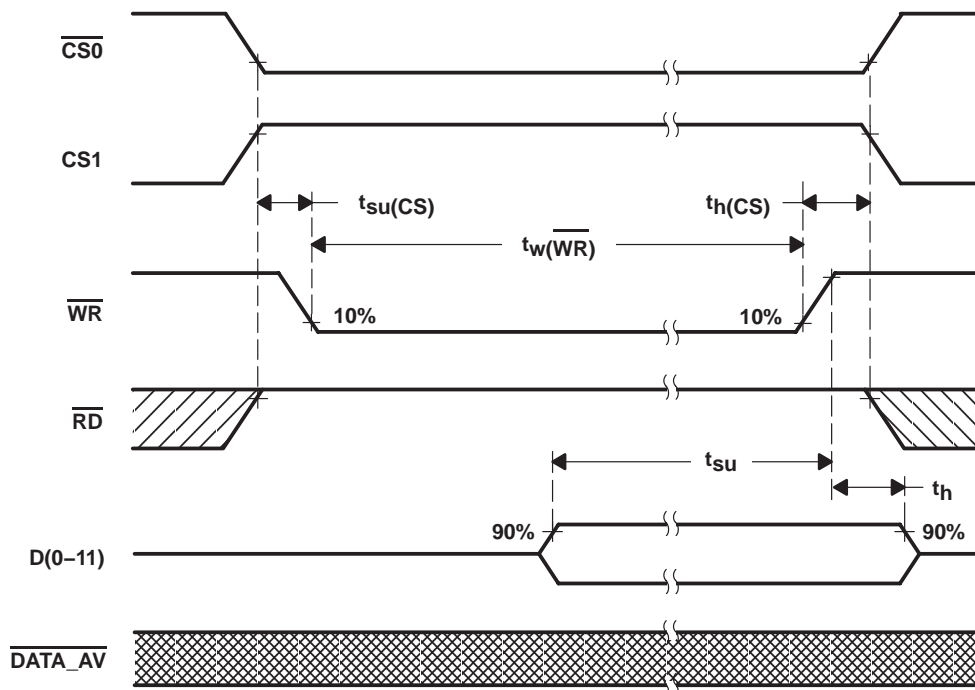 CS0
CS1
tsu(CS)
th(CS)
tw(WR)
WR
10%
10%
RD
tsu
th
90%
90%
D(0–11)
DATA_AV